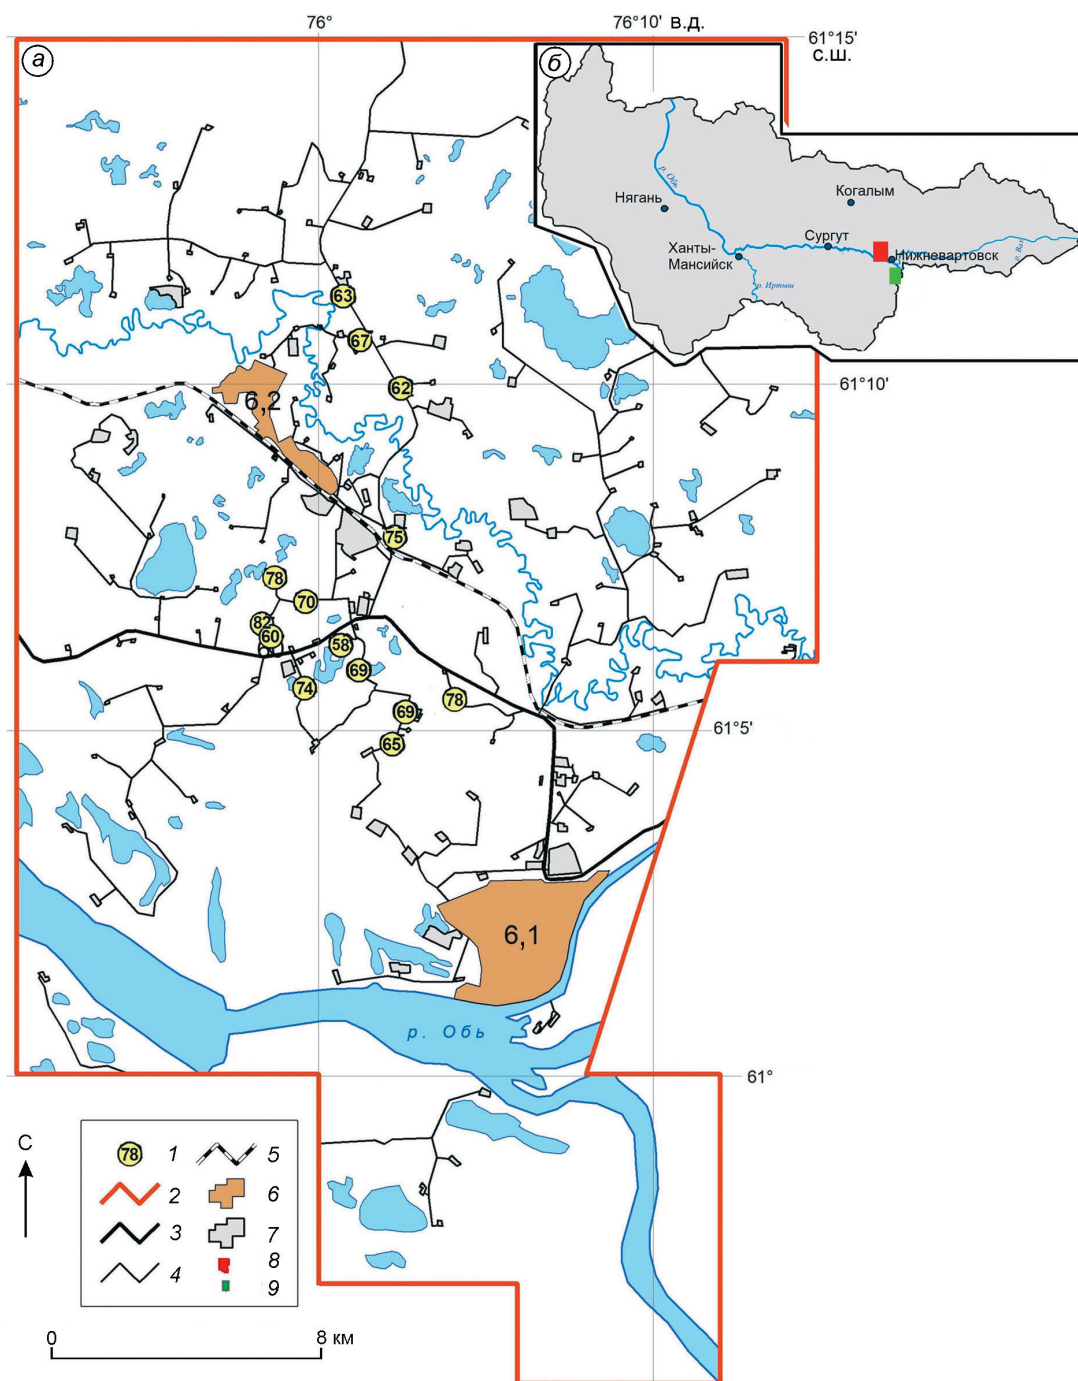 76°
76°10' в.д.
61°15'
с.ш.
а
б
р. Обь
Нягань
Когалым
Сургут
Ханты-
Мансийск
Нижневартовск
р. Вах
р. Иртыш
63
67
62
61°10'
6,2
75
78
70
82
60
58
69
74
78
69
65
61°5'
6,1
р. Обь
61°
С
78 1
5
2
6
3
7
4
8
9
0
8 км